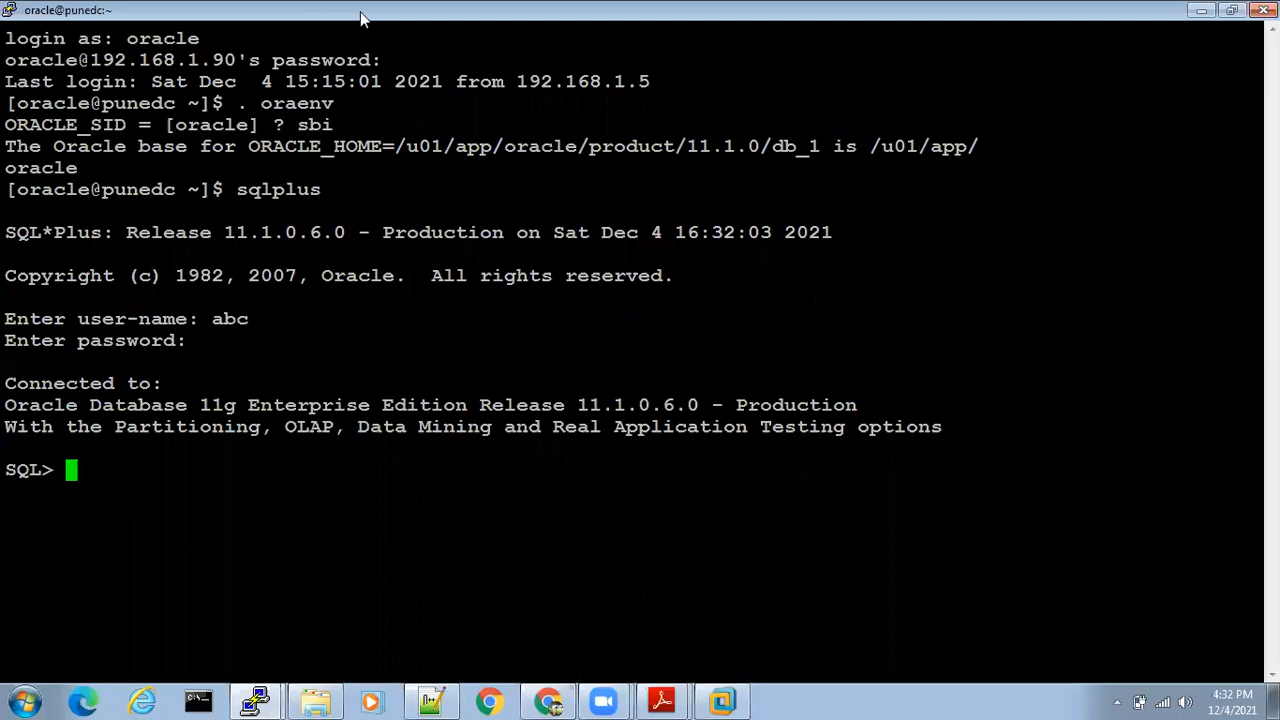 oracle@punedc:~
login as: oracle
oracle@192.168.1.90's password:
Last login: Sat Dec  4 15:15:01 2021 from 192.168.1.5
[oracle@punedc ~]$ . oraenv
ORACLE_SID = [oracle] ? sbi
The Oracle base for ORACLE_HOME=/u01/app/oracle/product/11.1.0/db_1 is /u01/app/
oracle
[oracle@punedc ~]$ sqlplus
SQL*Plus: Release 11.1.0.6.0 - Production on Sat Dec 4 16:32:03 2021
Copyright (c) 1982, 2007, Oracle.  All rights reserved.
Enter user-name: abc
Enter password:
Connected to:
Oracle Database 11g Enterprise Edition Release 11.1.0.6.0 - Production
With the Partitioning, OLAP, Data Mining and Real Application Testing options
SQL>
4:32 PM
12/4/2021